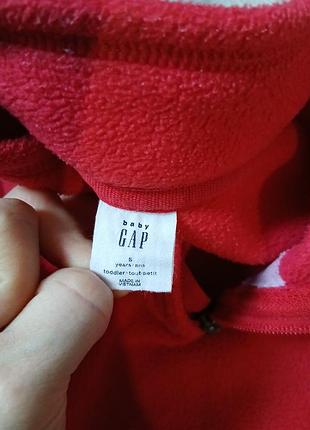 baby
GAP
5
years-ans
toddler-tout-petit
MADE IN
VIETNAM